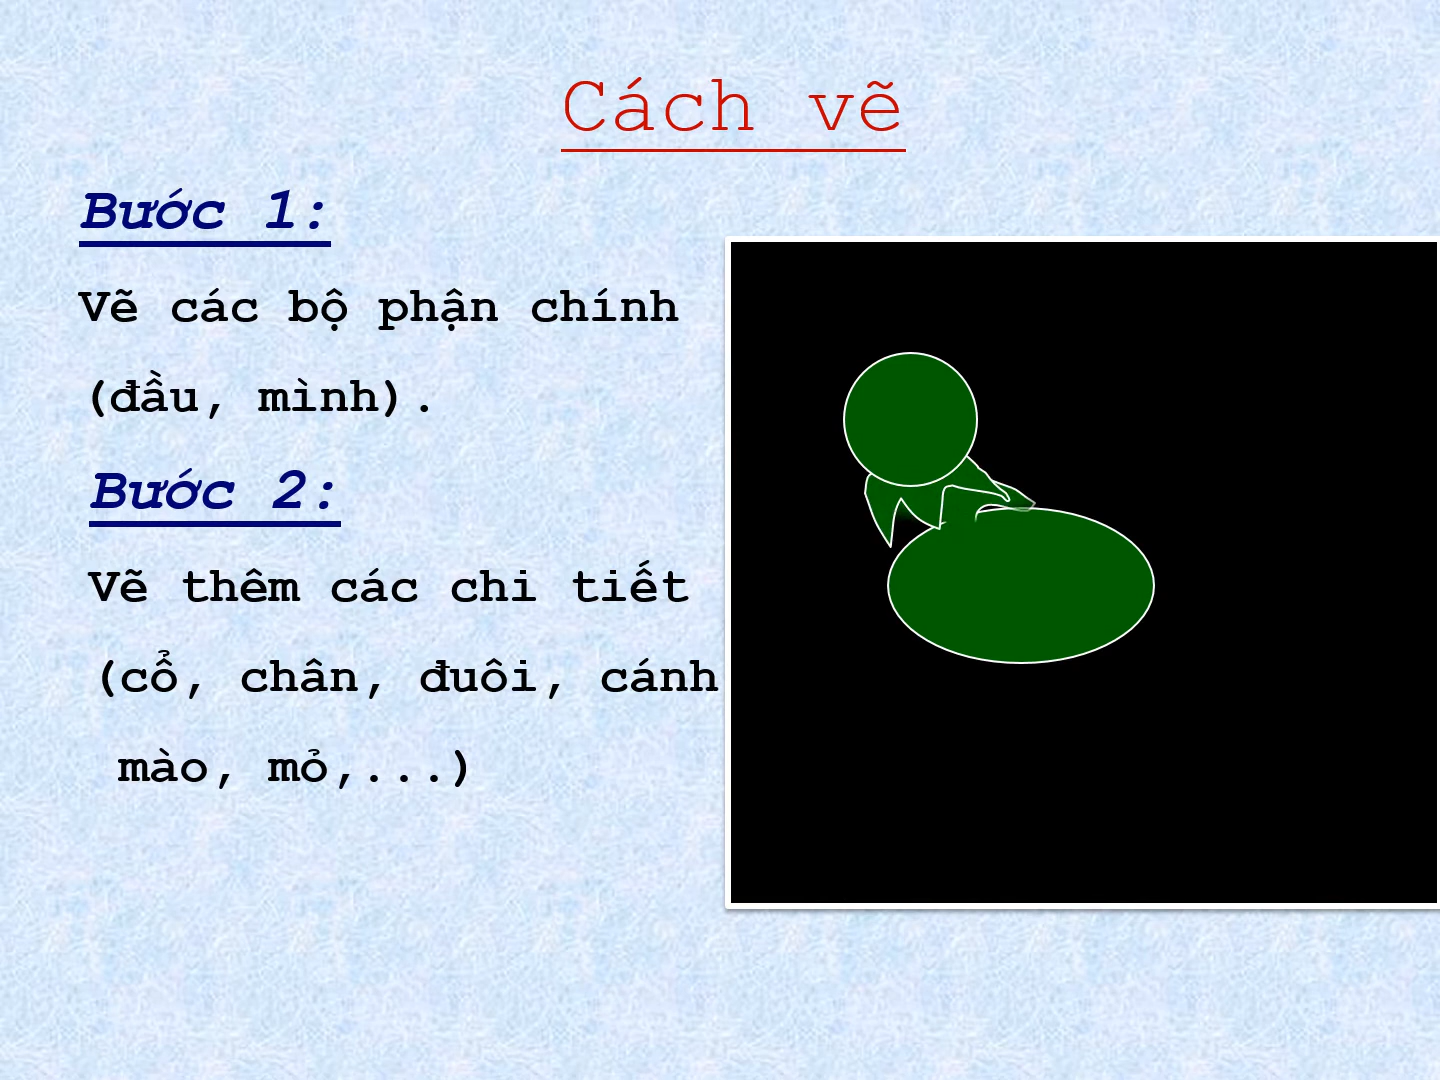 Cách vẽ
Bước 1:
Vẽ các bộ phận chính
(đầu, mình).
Bước 2:
Vẽ thêm các chi tiết
(cổ, chân, đuôi, cánh
mào, mỏ,...)